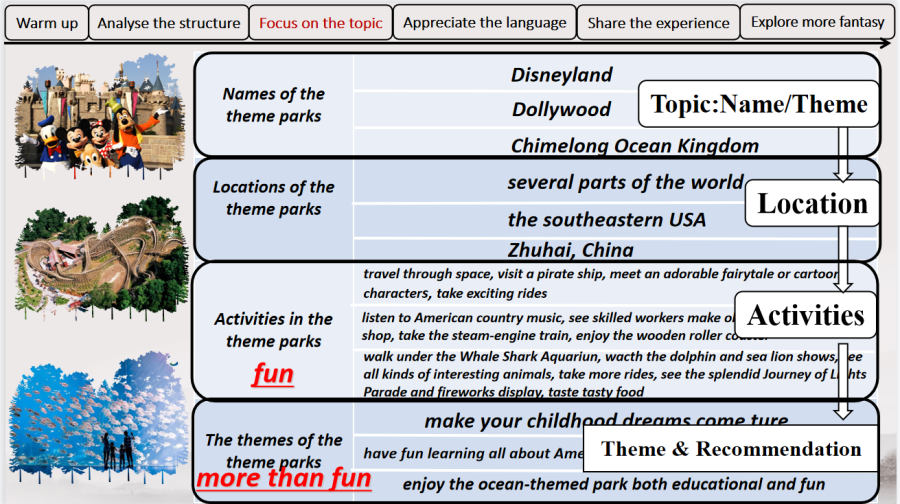 Warm up
Analyse the structure
Focus on the topic
Appreciate the language
Share the experience
Explore more fantasy
Names of the
theme parks
Disneyland
Dollywood
Chimelong Ocean Kingdom
Topic:Name/Theme
Locations of the
theme parks
several parts of the world
the southeastern USA
Zhuhai, China
Location
Activities in the
theme parks
fun
travel through space, visit a pirate ship, meet an adorable fairytale or cartoon
characters, take exciting rides
listen to American country music, see skilled workers make
shop, take the steam-engine train, enjoy the wooden roller
walk under the Whale Shark Aquariun, wacth the dolphin and sea lion shows, see
all kinds of interesting animals, take more rides, see the splendid Journey of Lights
Parade and fireworks display, taste tasty food
Activities
The themes of the
theme parks
more than fun
make your childhood dreams come ture
have fun learning all about
enjoy the ocean-themed park both educational and fun
Theme & Recommendation